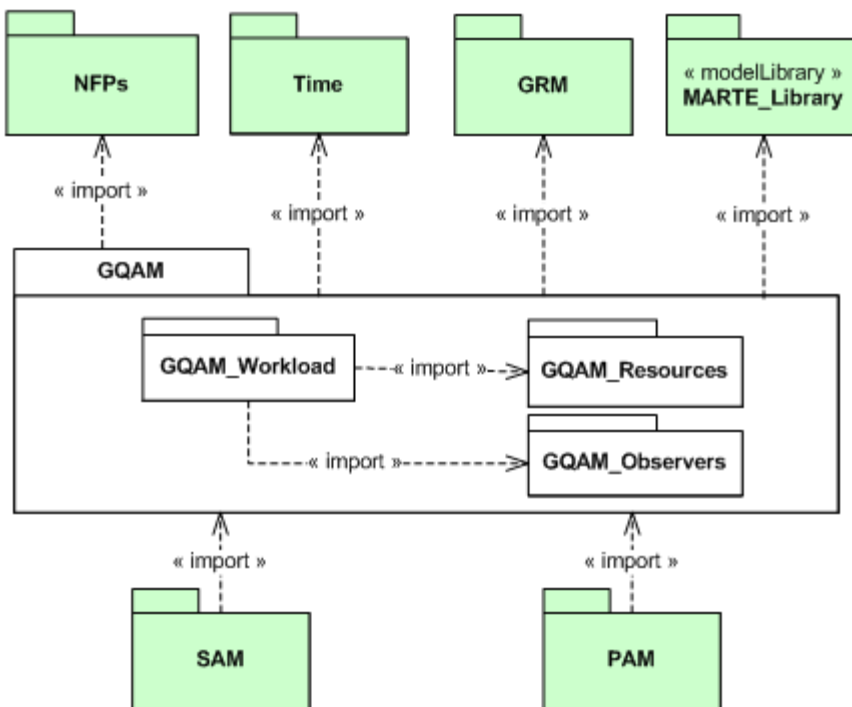 NFPs
Time
GRM
« modelLibrary »
MARTE_Library
« import »
« import »
« import »
« import »
GQAM
GQAM_Workload
« import »
GQAM_Resources
« import »
GQAM_Observers
« import »
« import »
SAM
PAM